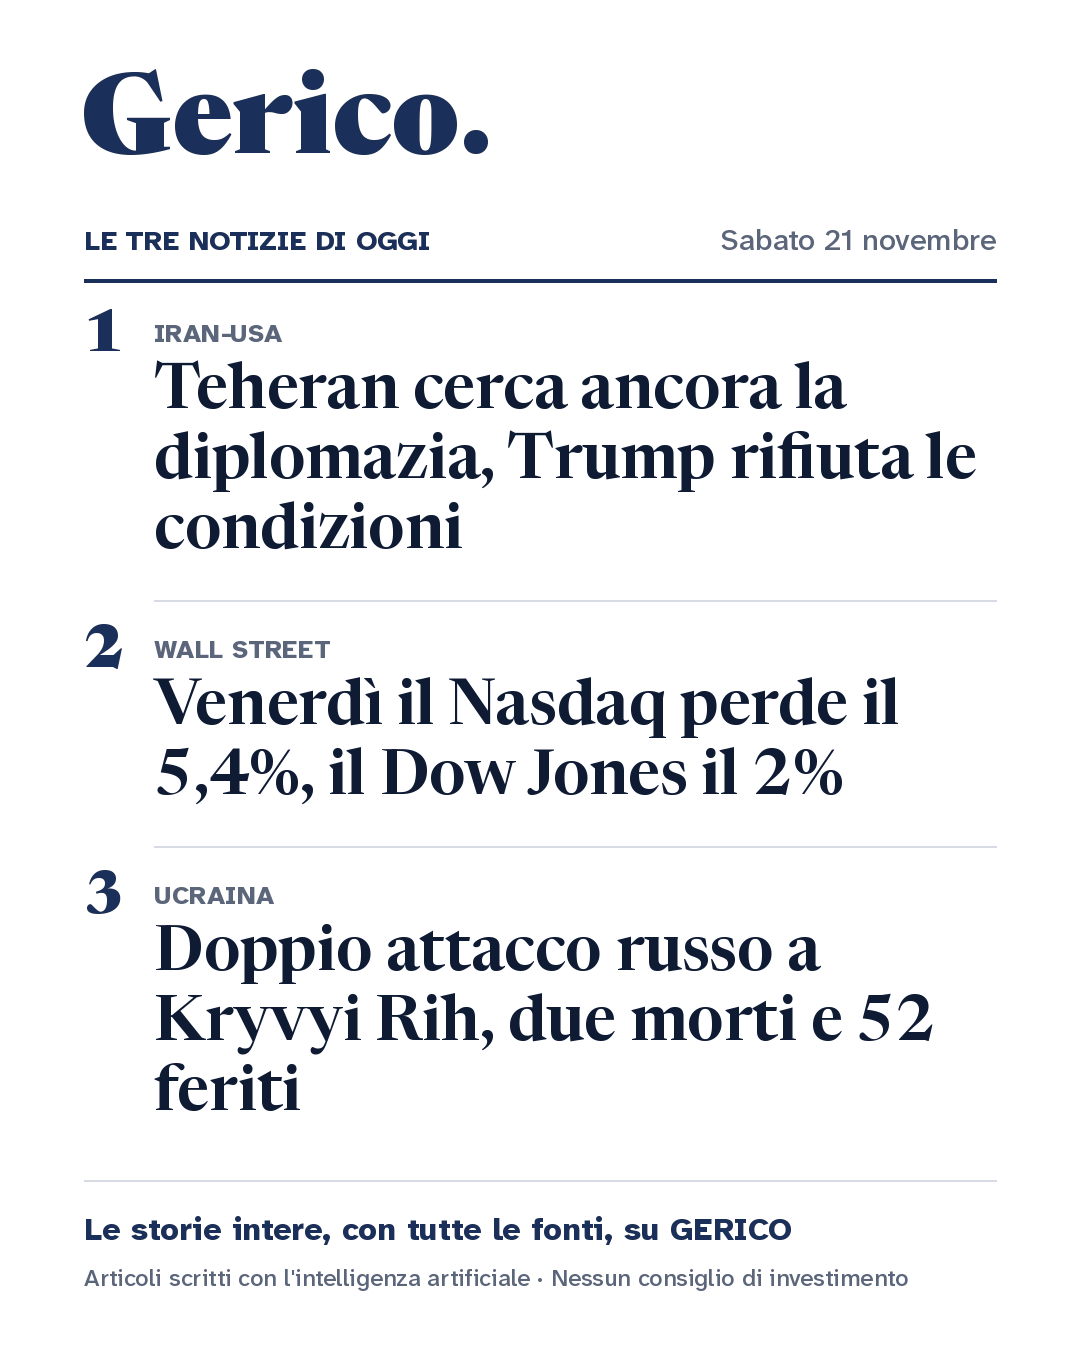 Gerico.
LE TRE NOTIZIE DI OGGI
Sabato 21 novembre
1
IRAN-USA
Teheran cerca ancora la
diplomazia, Trump rifiuta le
condizioni
2
WALL STREET
Venerdì il Nasdaq perde il
5,4%, il Dow Jones il 2%
3
UCRAINA
Doppio attacco russo a
Kryvyi Rih, due morti e 52
feriti
Le storie intere, con tutte le fonti, su GERICO
Articoli scritti con l'intelligenza artificiale · Nessun consiglio di investimento